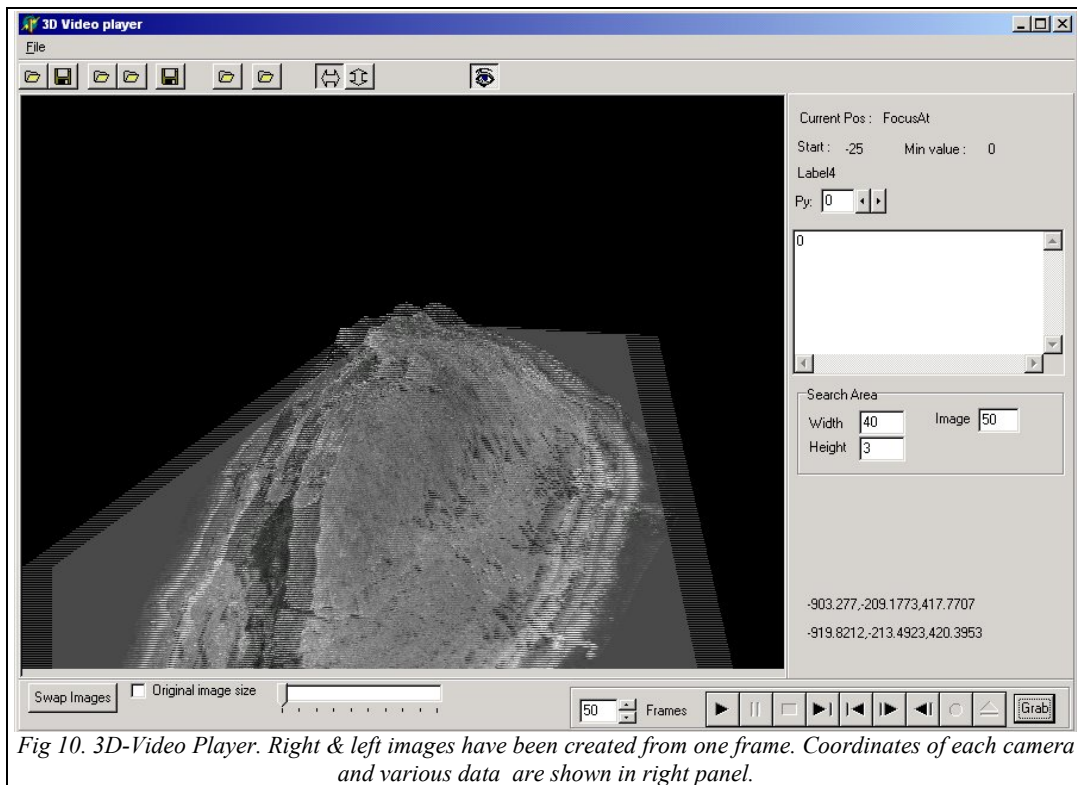 3D Video player
File
Current Pos : FocusAt
Start : -25 Min value : 0
Label4
Py: 0
0
Search Area
Width 40 Image 50
Height 3
-903.277,-209.1773,417.7707
-919.8212,-213.4923,420.3953
Swap Images Original image size 50 Frames Grab
Fig 10. 3D-Video Player. Right & left images have been created from one frame. Coordinates of each camera
and various data are shown in right panel.